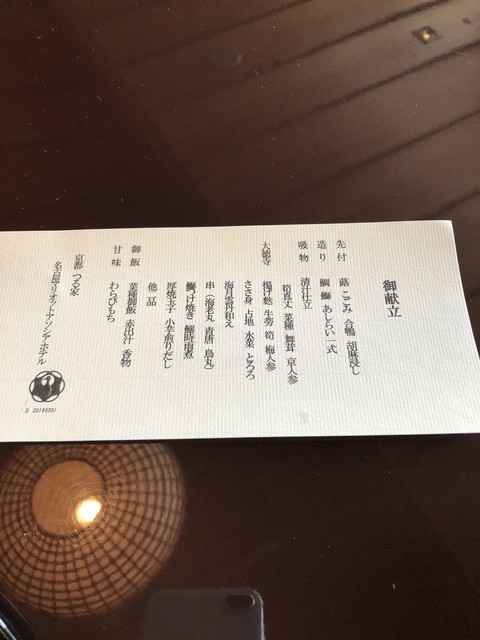 御献立
先付　蕗　こごみ　合鴨　胡麻浸し
造り　鯛　鰤　あしらい一式
吸物　清汁仕立
筍真丈　菜種　舞茸　京人参
大徳寺　揚げ麩　牛蒡　筍　梅人参
ささ身　占地　水菜　とろろ
海月雲丹和え
串（海老丸　青唐　鳥丸）
鰤つけ焼き　鰯時雨煮
厚焼玉子　小芋煎りだし
他二品
御飯　菜種御飯　赤出汁　香物
甘味　わらびもち
京都　つる家
名古屋マリオットアソシアホテル
D 20180201